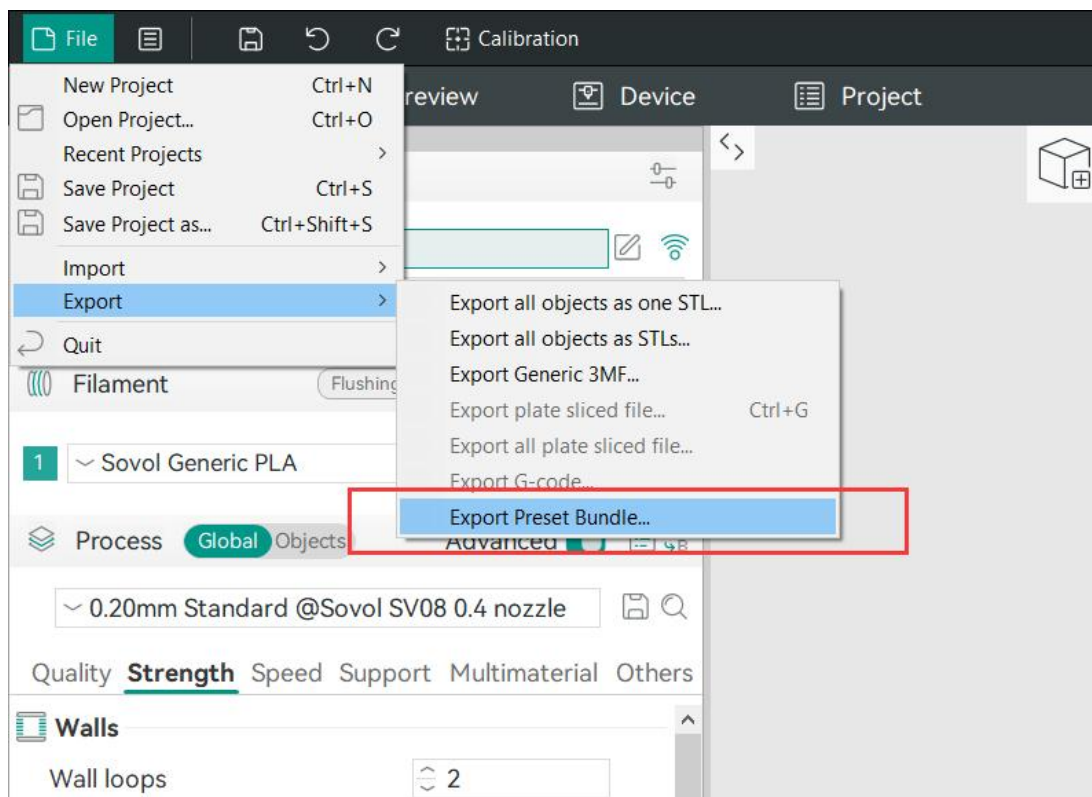 File
Calibration
New Project Ctrl+N
review Device Project
Open Project... Ctrl+O
Recent Projects
Save Project Ctrl+S
Save Project as... Ctrl+Shift+S
Import
Export
Export all objects as one STL...
Quit
Export all objects as STLs...
Export Generic 3MF...
Filament Flushing
Export plate sliced file... Ctrl+G
Export all plate sliced file...
1 Sovol Generic PLA
Export G-code...
Export Preset Bundle...
Process Global Objects Advanced
0.20mm Standard @Sovol SV08 0.4 nozzle
Quality Strength Speed Support Multimaterial Others
Walls
Wall loops 2